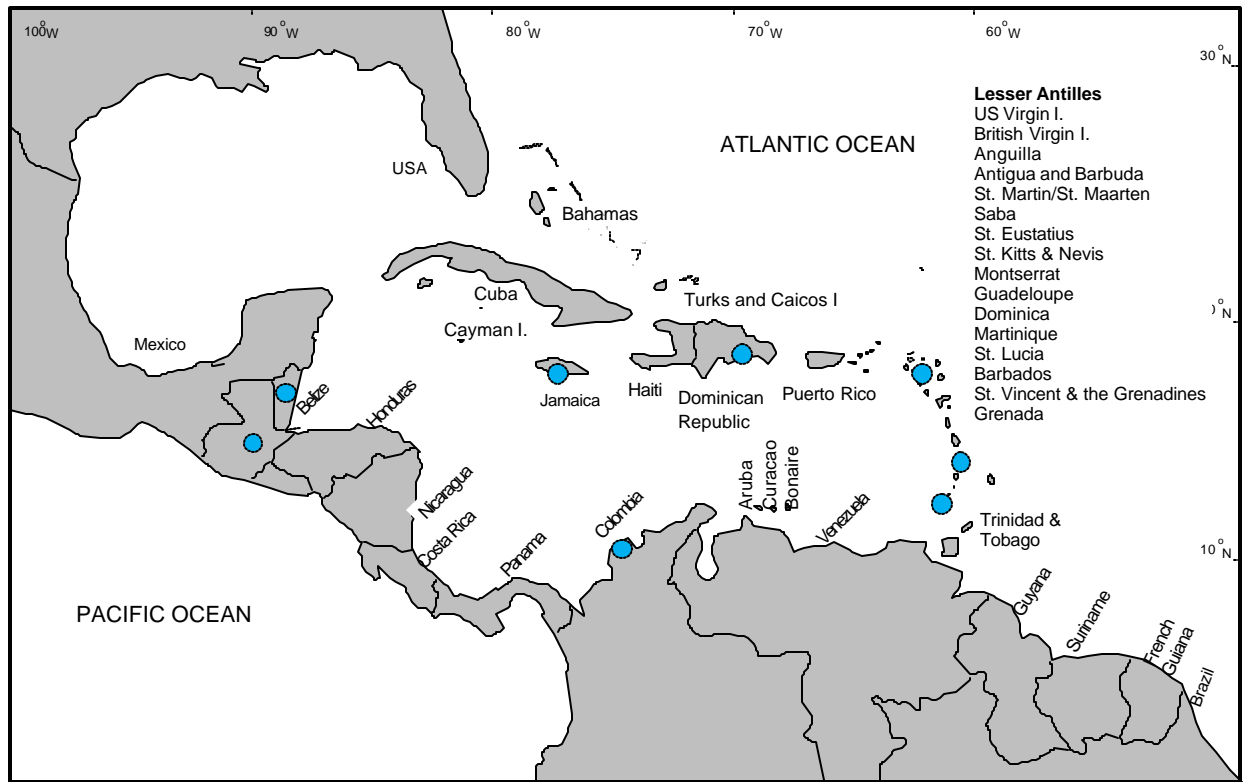 100°W
90°W
80°W
70°W
60°W
30°N
Lesser Antilles
US Virgin I.
British Virgin I.
Anguilla
Antigua and Barbuda
St. Martin/St. Maarten
Saba
St. Eustatius
St. Kitts & Nevis
Montserrat
Guadeloupe
Dominica
Martinique
St. Lucia
Barbados
St. Vincent & the Grenadines
Grenada
ATLANTIC OCEAN
USA
Bahamas
Cuba
Turks and Caicos I
Cayman I.
Mexico
)°N
Jamaica
Haiti
Dominican
Republic
Puerto Rico
Belize
Honduras
Nicaragua
Costa Rica
Panama
Colombia
Aruba
Curacao
Bonaire
Venezuela
Trinidad &
Tobago
10°N
PACIFIC OCEAN
Guyana
Suriname
French
Guiana
Brazil